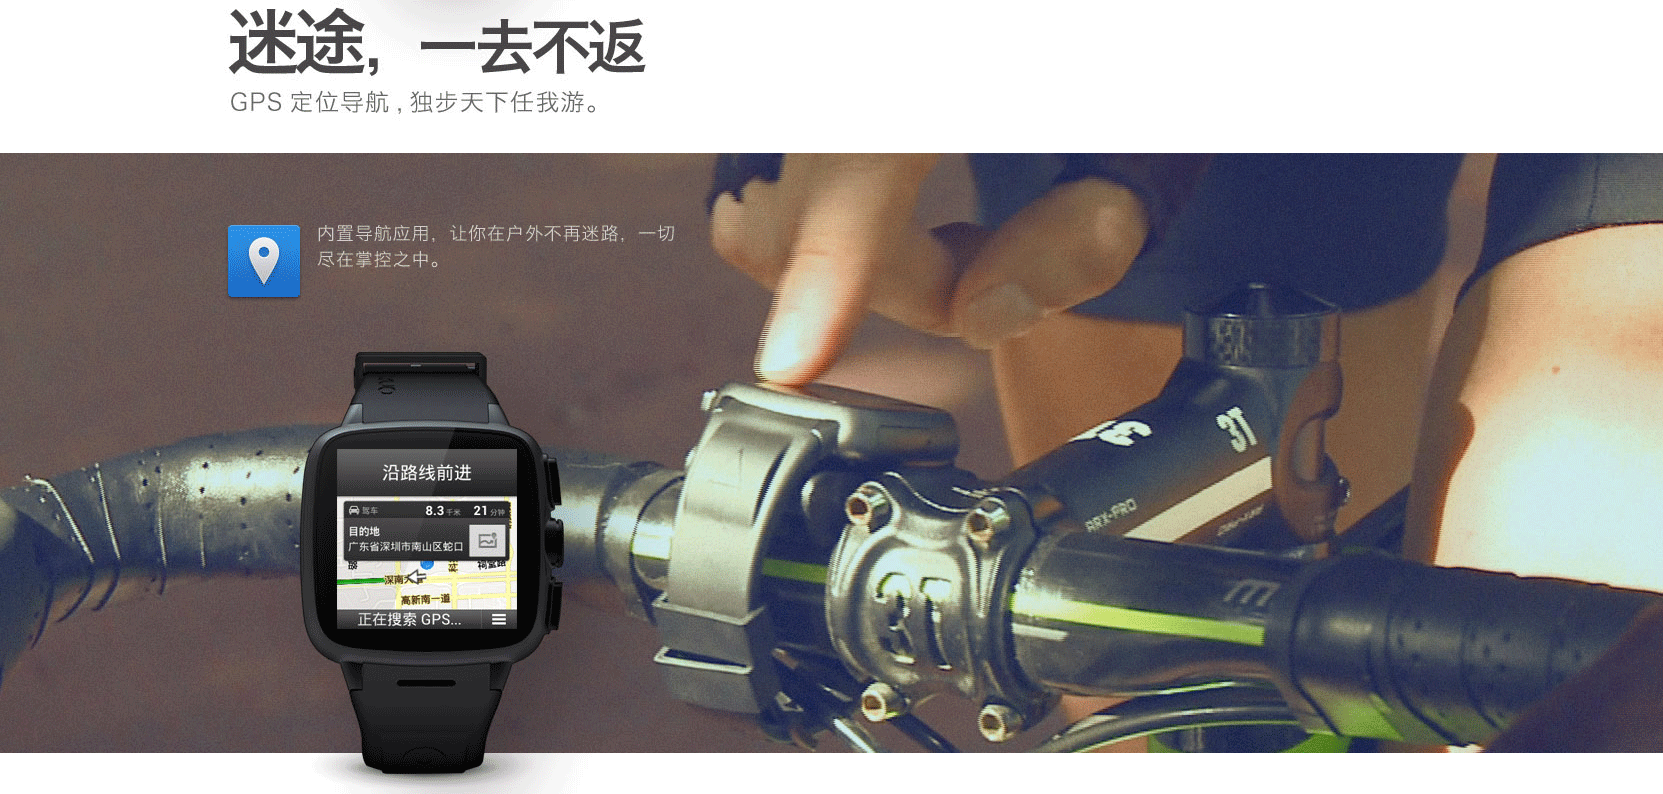 迷途，一去不返
GPS 定位导航 , 独步天下任我游。
内置导航应用，让你在户外不再迷路，一切
尽在掌控之中。
沿路线前进
驾车 8.3 千米 21 分钟
目的地
广东省深圳市南山区蛇口
深南大
高新南一道
正在搜索 GPS...
3T
ARX-PRO